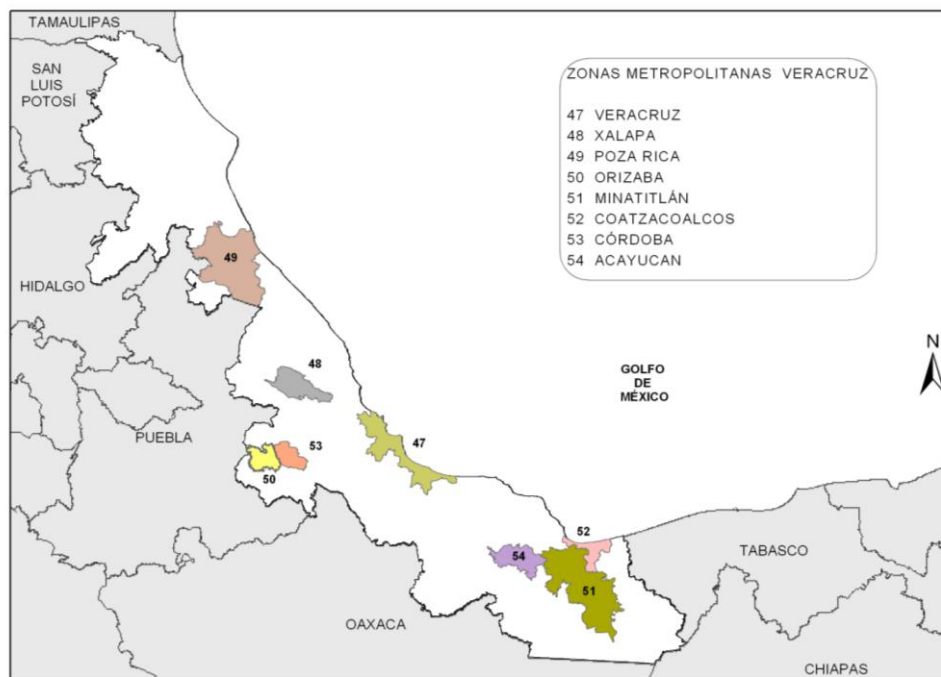 TAMAULIPAS
SAN
LUIS
POTOSÍ
ZONAS METROPOLITANAS VERACRUZ
47 VERACRUZ
48 XALAPA
49 POZA RICA
50 ORIZABA
51 MINATITLÁN
52 COATZACOALCOS
53 CÓRDOBA
54 ACAYUCAN
49
HIDALGO
N
48
GOLFO
DE
MÉXICO
PUEBLA
53
47
50
52
54
TABASCO
51
OAXACA
CHIAPAS